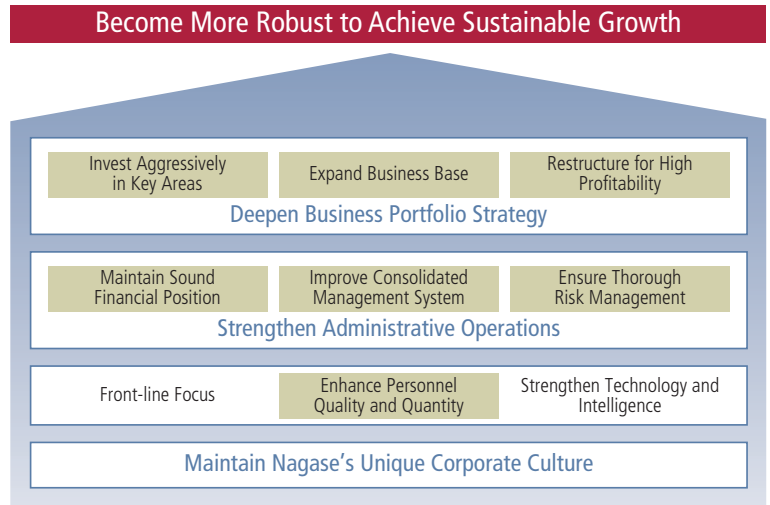 Become More Robust to Achieve Sustainable Growth
Invest Aggressively
in Key Areas
Expand Business Base
Restructure for High
Profitability
Deepen Business Portfolio Strategy
Maintain Sound
Financial Position
Improve Consolidated
Management System
Ensure Thorough
Risk Management
Strengthen Administrative Operations
Front-line Focus
Enhance Personnel
Quality and Quantity
Strengthen Technology and
Intelligence
Maintain Nagase’s Unique Corporate Culture